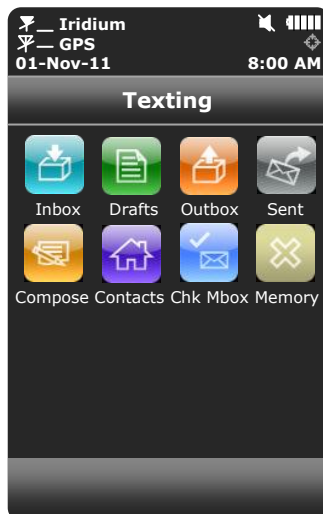 Iridium
GPS
01-Nov-11 8:00 AM
Texting
Inbox Drafts Outbox Sent
Compose Contacts Chk Mbox Memory